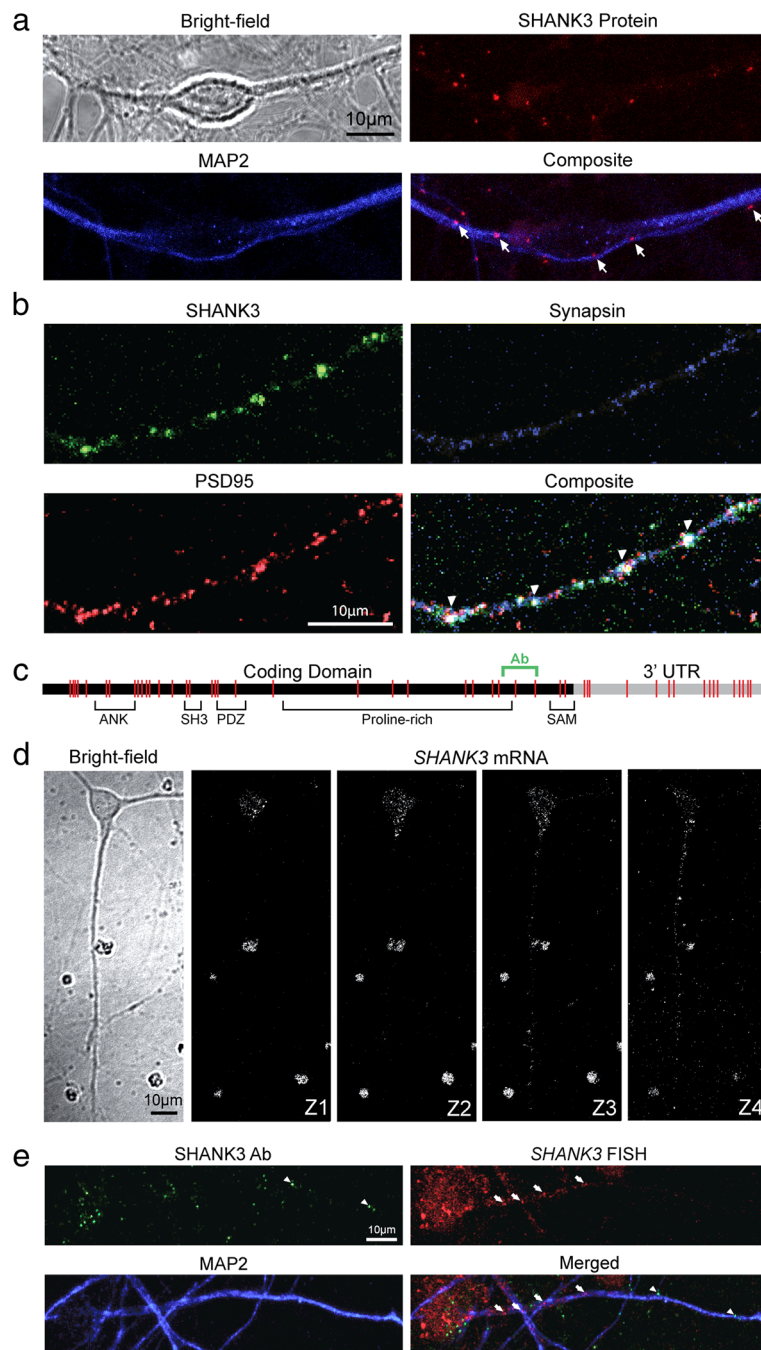 a
Bright-field
SHANK3 Protein
10µm
MAP2
Composite
b
SHANK3
Synapsin
PSD95
Composite
10µm
c
Coding Domain
Ab
3' UTR
ANK
SH3
PDZ
Proline-rich
SAM
d
Bright-field
SHANK3 mRNA
10µm
Z1
Z2
Z3
Z4
e
SHANK3 Ab
SHANK3 FISH
10µm
MAP2
Merged